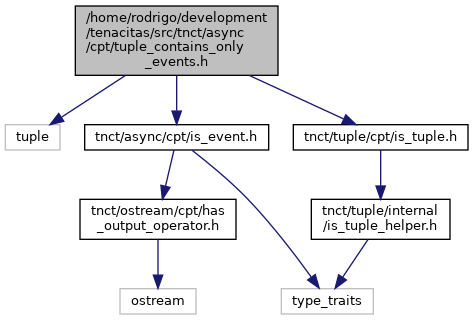 /home/rodrigo/development
/tenacitas/src/tnct/async
/cpt/tuple_contains_only
_events.h
tuple
tnct/async/cpt/is_event.h
tnct/tuple/cpt/is_tuple.h
tnct/ostream/cpt/has
_output_operator.h
tnct/tuple/internal
/is_tuple_helper.h
ostream
type_traits